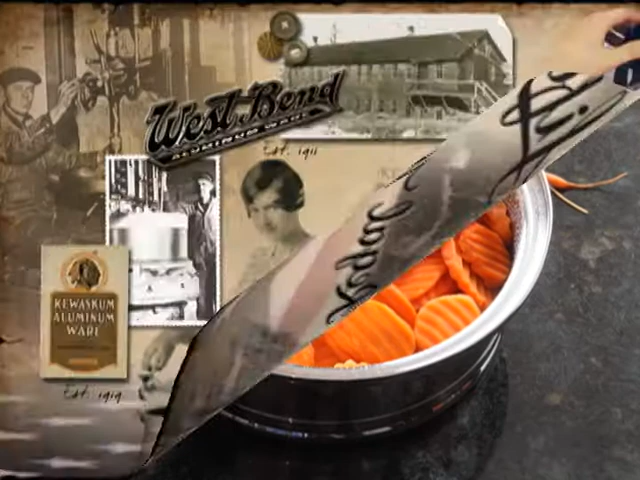 West Bend
ALUMINUM WARE
Est. 1911
KEWASKUM
ALUMINUM
WARE
Est. 1919